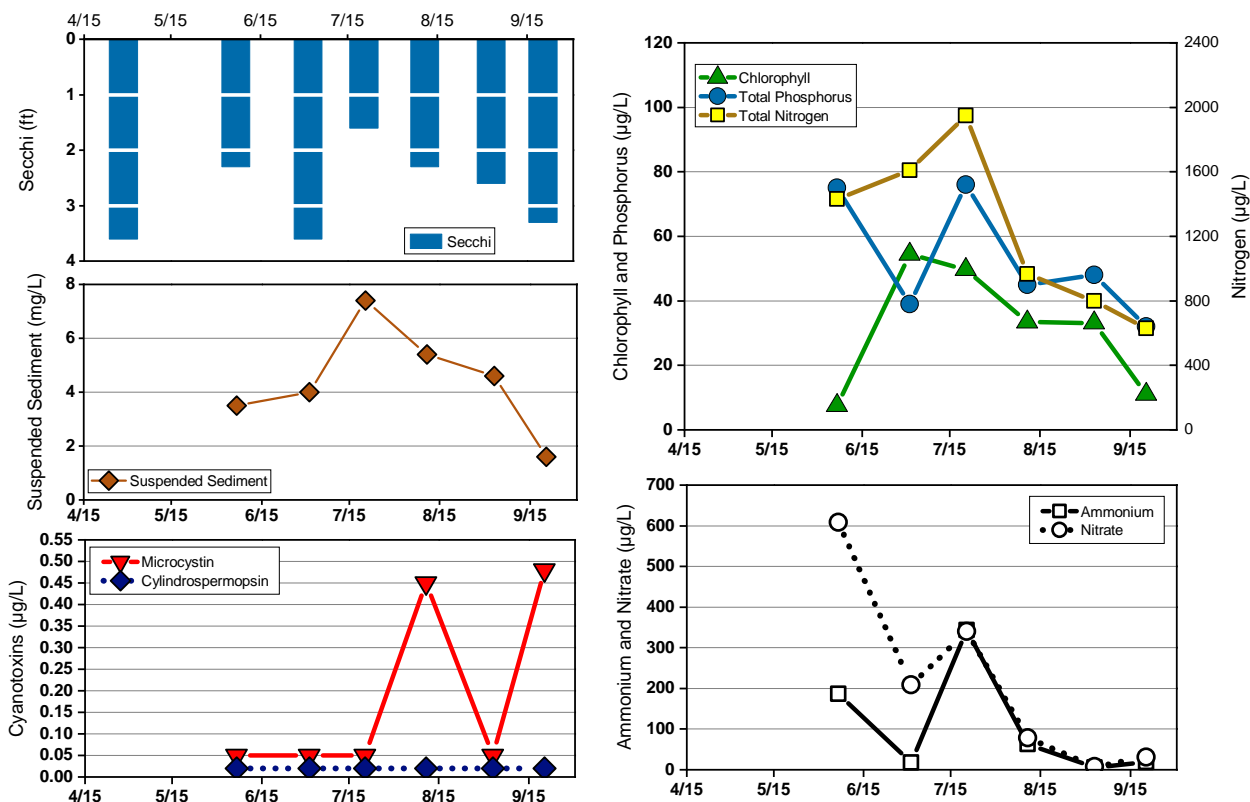 4/15 5/15 6/15 7/15 8/15 9/15
0
1
2
3
4
Secchi (ft)
Secchi
8
6
4
2
0
Suspended Sediment (mg/L)
Suspended Sediment
4/15 5/15 6/15 7/15 8/15 9/15
0.55
0.50
0.45
0.40
0.35
0.30
0.25
0.20
0.15
0.10
0.05
0.00
Cyanotoxins (µg/L)
Microcystin
Cylindrospermopsin
4/15 5/15 6/15 7/15 8/15 9/15
120
100
80
60
40
20
0
Chlorophyll and Phosphorus (µg/L)
Chlorophyll
Total Phosphorus
Total Nitrogen
2400
2000
1600
1200
800
400
0
Nitrogen (µg/L)
4/15 5/15 6/15 7/15 8/15 9/15
700
600
500
400
300
200
100
0
Ammonium and Nitrate (µg/L)
Ammonium
Nitrate
4/15 5/15 6/15 7/15 8/15 9/15